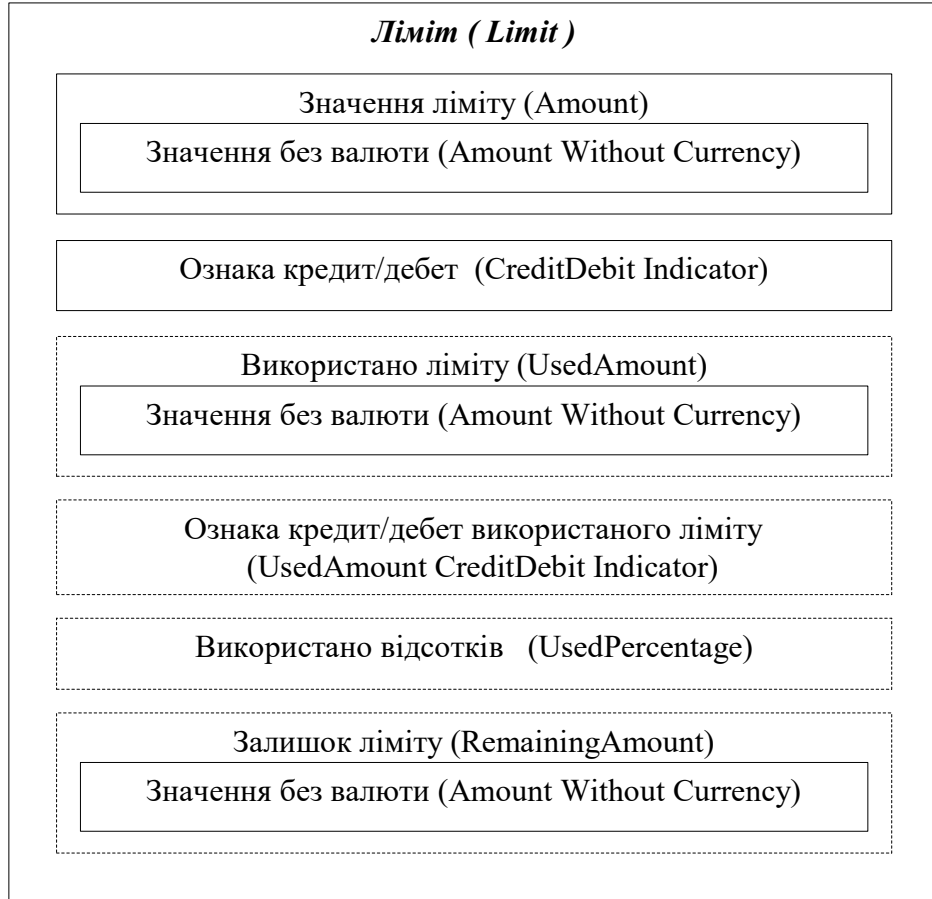 Ліміт ( Limit )
Значення ліміту (Amount)
Значення без валюти (Amount Without Currency)
Ознака кредит/дебет (CreditDebit Indicator)
Використано ліміту (UsedAmount)
Значення без валюти (Amount Without Currency)
Ознака кредит/дебет використаного ліміту
(UsedAmount CreditDebit Indicator)
Використано відсотків (UsedPercentage)
Залишок ліміту (RemainingAmount)
Значення без валюти (Amount Without Currency)